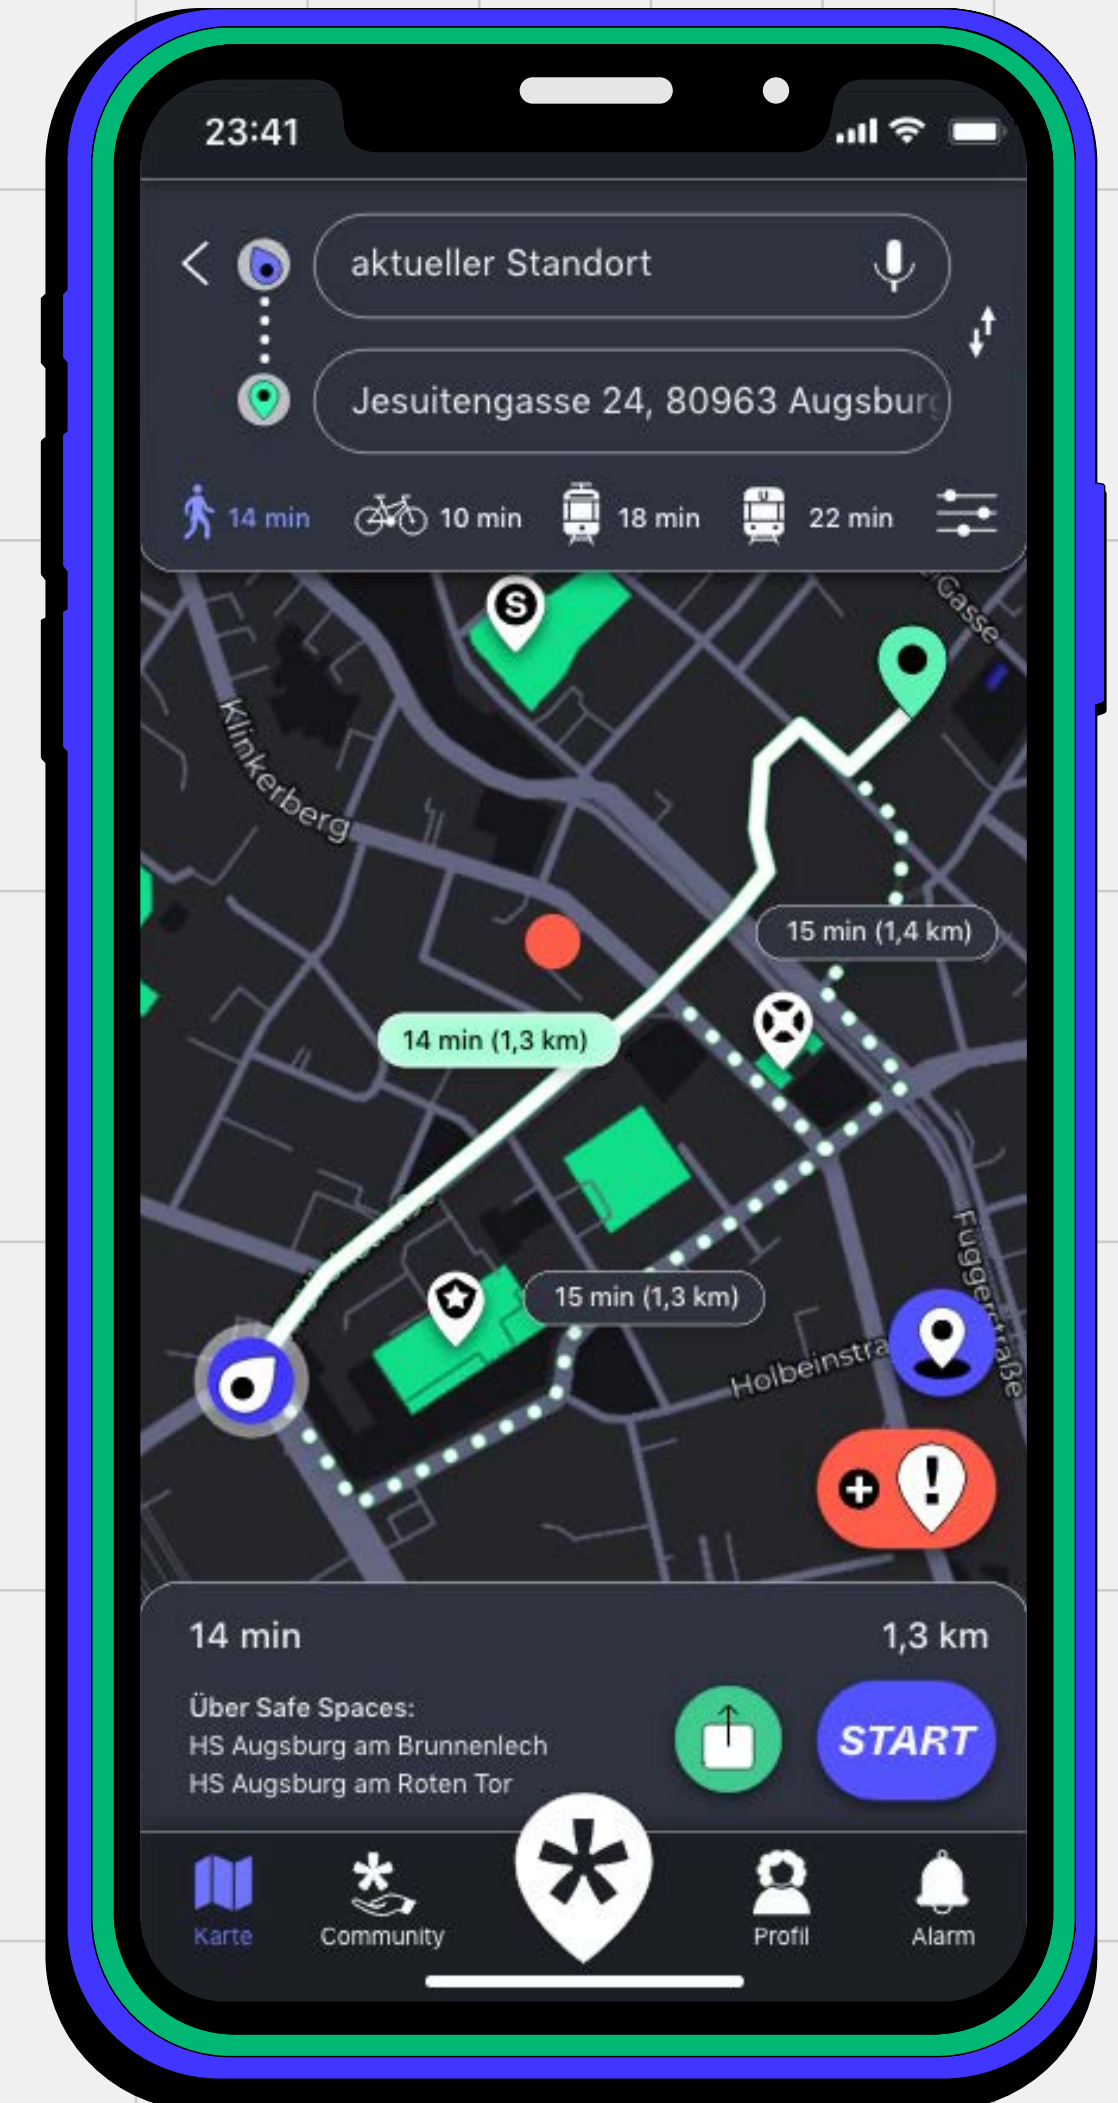 23:41
aktueller Standort
Jesuitengasse 24, 80963 Augsburg
14 min
10 min
18 min
22 min
Gasse
Klinkerberg
15 min (1,4 km)
14 min (1,3 km)
15 min (1,3 km)
Fuggerstraße
Holbeinstra
14 min
1,3 km
Über Safe Spaces:
HS Augsburg am Brunnenlech
HS Augsburg am Roten Tor
START
Karte
Community
Profil
Alarm